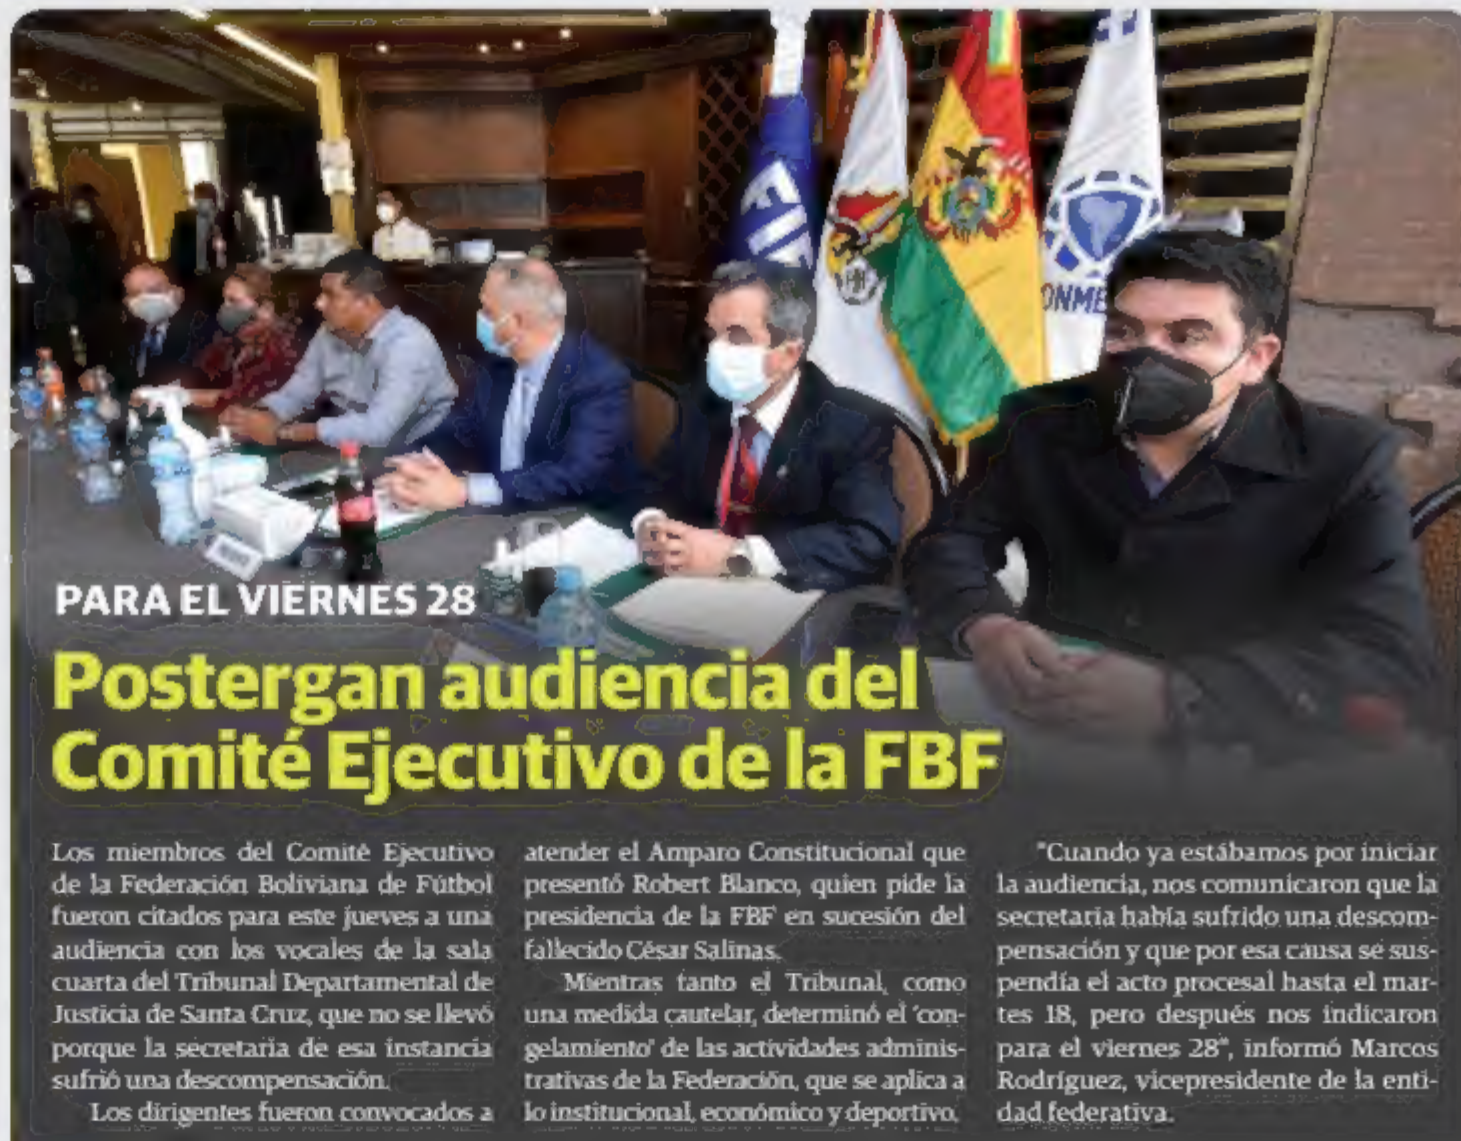 FIF
ONME
PARA EL VIERNES 28
Postergan audiencia del
Comité Ejecutivo de la FBF
Los miembros del Comité Ejecutivo
de la Federación Boliviana de Fútbol
fueron citados para este jueves a una
audiencia con los vocales de la sala
cuarta del Tribunal Departamental de
Justicia de Santa Cruz, que no se llevó
porque la secretaria de esa instancia
sufrió una descompensación.
Los dirigentes fueron convocados a
atender el Amparo Constitucional que
presentó Robert Blanco, quien pide la
presidencia de la FBF en sucesión del
fallecido César Salinas.
Mientras tanto el Tribunal, como
una medida cautelar, determinó el 'con-
gelamiento' de las actividades adminis-
trativas de la Federación, que se aplica a
lo institucional, económico y deportivo.
"Cuando ya estábamos por iniciar
la audiencia, nos comunicaron que la
secretaria había sufrido una descom-
pensación y que por esa causa se sus-
pendía el acto procesal hasta el mar-
tes 18, pero después nos indicaron
para el viernes 28", informó Marcos
Rodríguez, vicepresidente de la enti-
dad federativa.